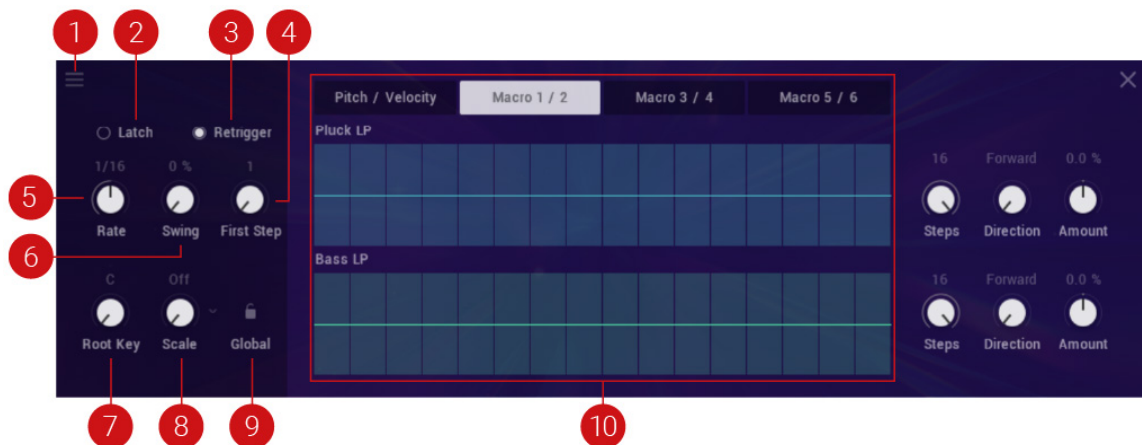 1 2 3 4
Pitch / Velocity Macro 1 / 2 Macro 3 / 4 Macro 5 / 6
Latch Retrigger
Pluck LP
1/16 0 % 1
16 Forward 0.0 %
5
Rate Swing First Step
Steps Direction Amount
6
Bass LP
C Off
16 Forward 0.0 %
Root Key Scale Global
Steps Direction Amount
7 8 9 10